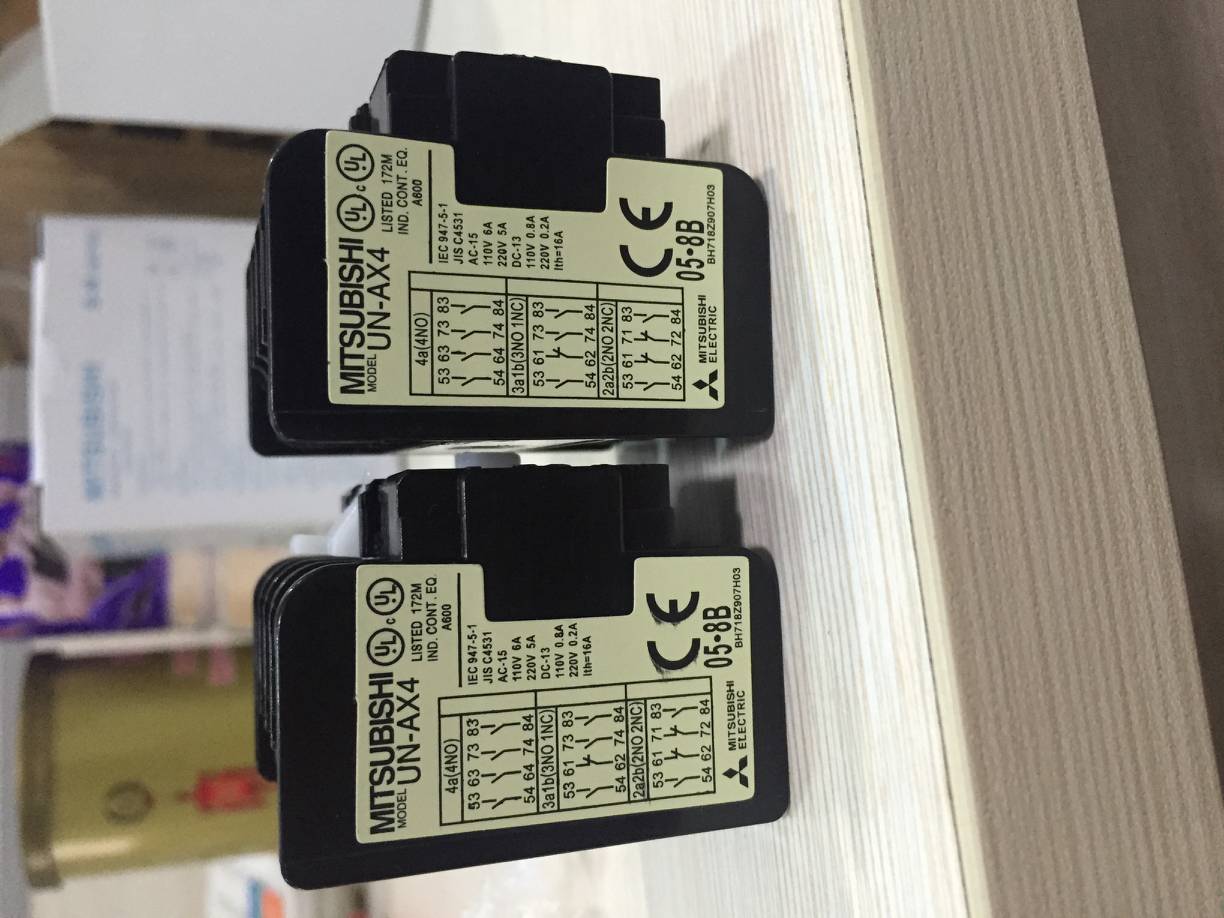 MITSUBISHI
MODEL UN-AX4
LISTED 172M
IND. CONT. EQ.
A600
4a(4NO)
53 63 73 83
54 64 74 84
3a1b(3NO 1NC)
53 61 73 83
54 62 74 84
2a2b(2NO 2NC)
53 61 71 83
54 62 72 84
IEC 947-5-1
JIS C4531
AC-15
110V 6A
220V 5A
DC-13
110V 0.8A
220V 0.2A
Ith=16A
CE
05•8B
MITSUBISHI
ELECTRIC
BH718Z907H03
MITSUBISHI
MODEL UN-AX4
LISTED 172M
IND. CONT. EQ.
A600
4a(4NO)
53 63 73 83
54 64 74 84
3a1b(3NO 1NC)
53 61 73 83
54 62 74 84
2a2b(2NO 2NC)
53 61 71 83
54 62 72 84
IEC 947-5-1
JIS C4531
AC-15
110V 6A
220V 5A
DC-13
110V 0.8A
220V 0.2A
Ith=16A
CE
05•8B
MITSUBISHI
ELECTRIC
BH718Z907H03
MITSUBISHI